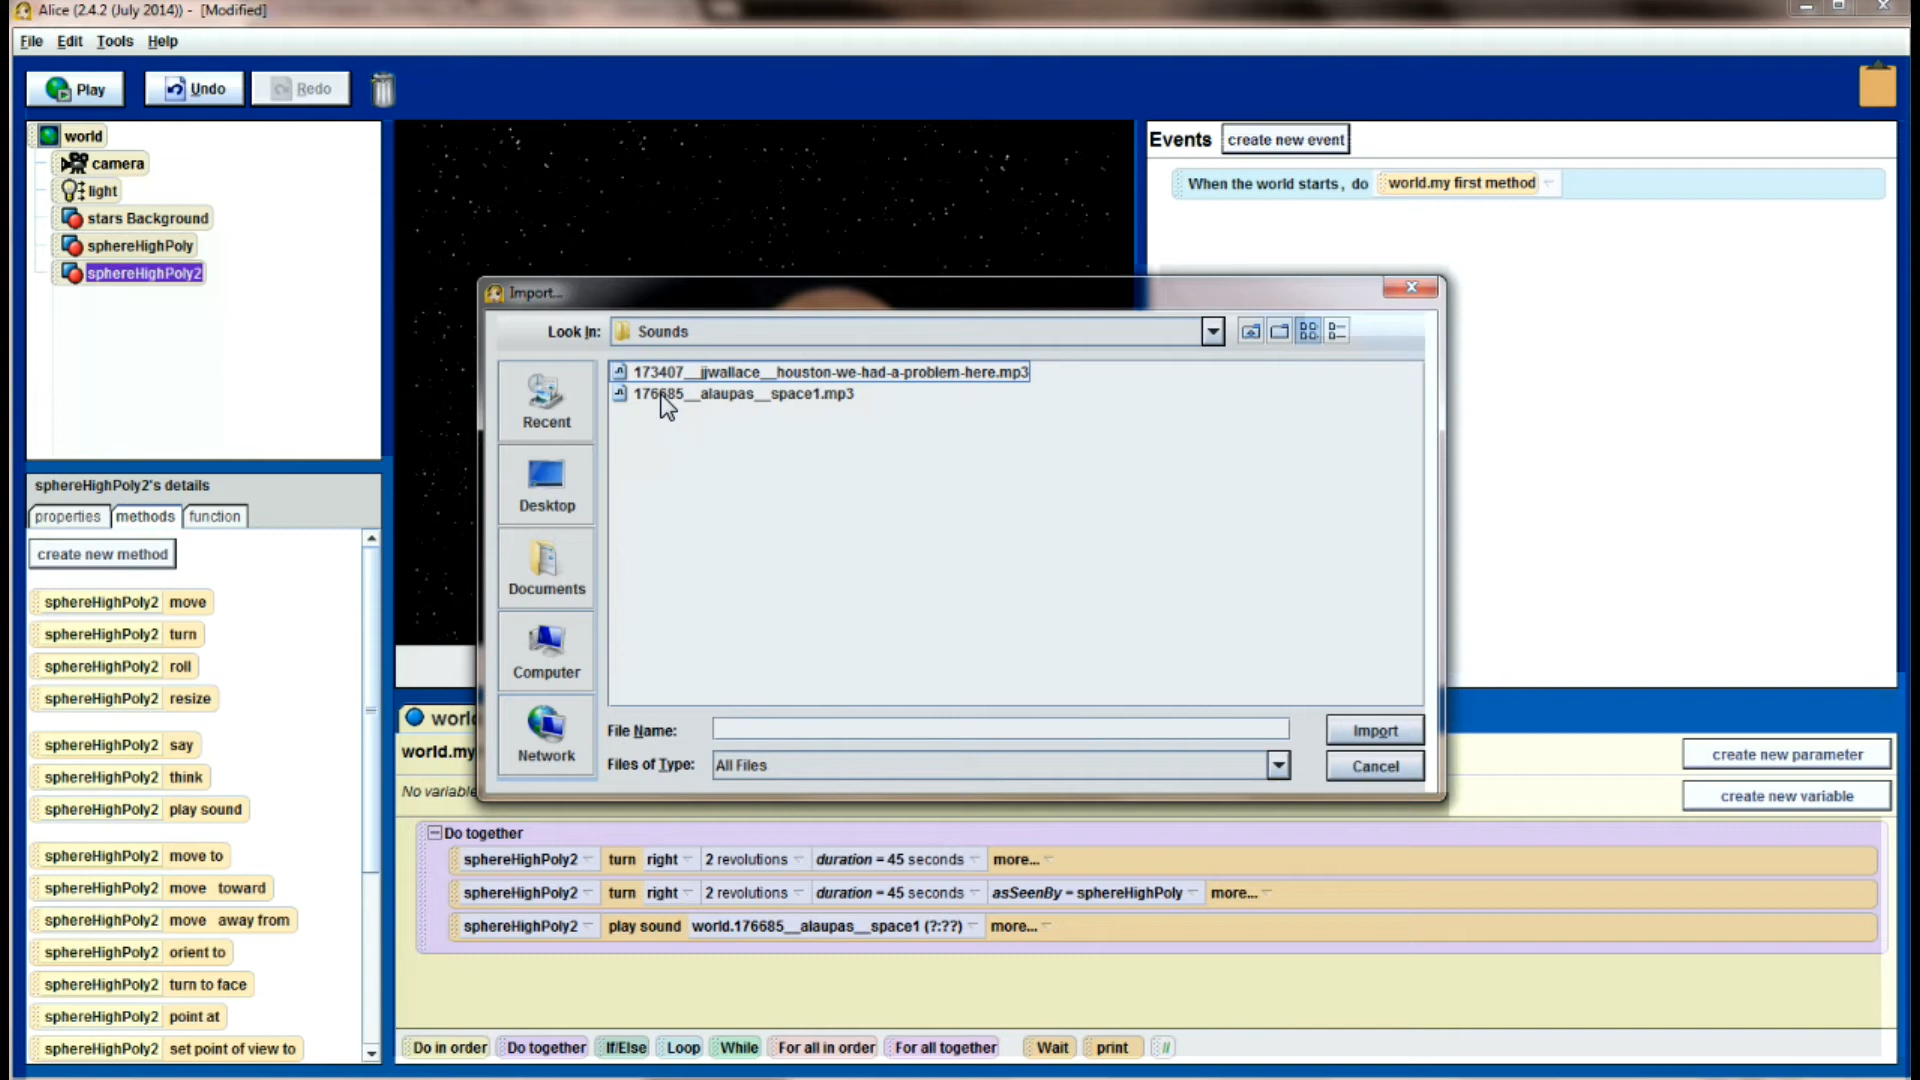 Alice (2.4.2 (July 2014)) - [Modified]
File Edit Tools Help
Play Undo Redo
world
camera
light
stars Background
sphereHighPoly
sphereHighPoly2
Events create new event
When the world starts, do world.my first method
Import...
Look In: Sounds
173407__jjwallace__houston-we-had-a-problem-here.mp3
176685__alaupas__space1.mp3
Recent
Desktop
Documents
Computer
Network
File Name: Import
Files of Type: All Files Cancel
sphereHighPoly2's details
properties methods function
create new method
sphereHighPoly2 move
sphereHighPoly2 turn
sphereHighPoly2 roll
sphereHighPoly2 resize
sphereHighPoly2 say
sphereHighPoly2 think
sphereHighPoly2 play sound
sphereHighPoly2 move to
sphereHighPoly2 move toward
sphereHighPoly2 move away from
sphereHighPoly2 orient to
sphereHighPoly2 turn to face
sphereHighPoly2 point at
sphereHighPoly2 set point of view to
world.my create new parameter
No variable create new variable
Do together
sphereHighPoly2 turn right 2 revolutions duration = 45 seconds more...
sphereHighPoly2 turn right 2 revolutions duration = 45 seconds asSeenBy = sphereHighPoly more...
sphereHighPoly2 play sound world.176685__alaupas__space1 (?:??) more...
Do in order Do together If/Else Loop While For all in order For all together Wait print //